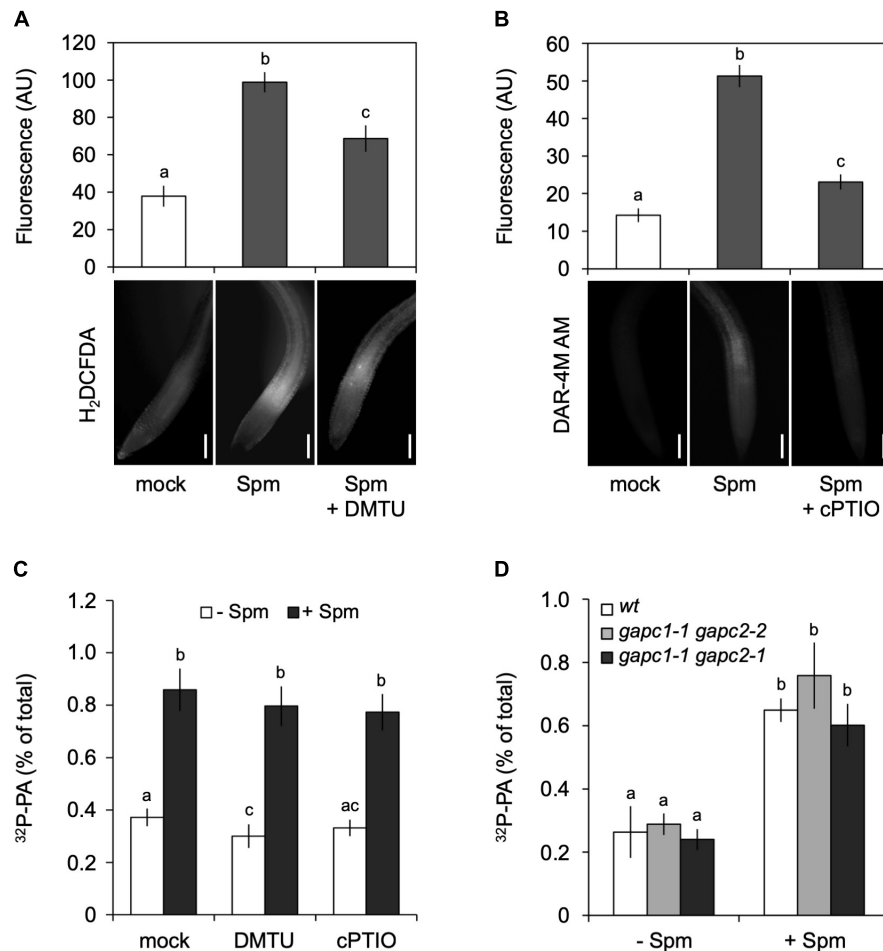 A
Fluorescence (AU)
120
100
80
60
40
20
0
a
b
c
H₂DCFDA
mock
Spm
Spm
+ DMTU
B
Fluorescence (AU)
60
50
40
30
20
10
0
a
b
c
DAR-4M AM
mock
Spm
Spm
+ cPTIO
C
³²P-PA (% of total)
1.2
1.0
0.8
0.6
0.4
0.2
0
- Spm + Spm
a
b
c
b
ac
b
mock
DMTU
cPTIO
D
³²P-PA (% of total)
1.0
0.8
0.6
0.4
0.2
0
wt
gapc1-1 gapc2-2
gapc1-1 gapc2-1
a
a
a
b
b
b
- Spm
+ Spm